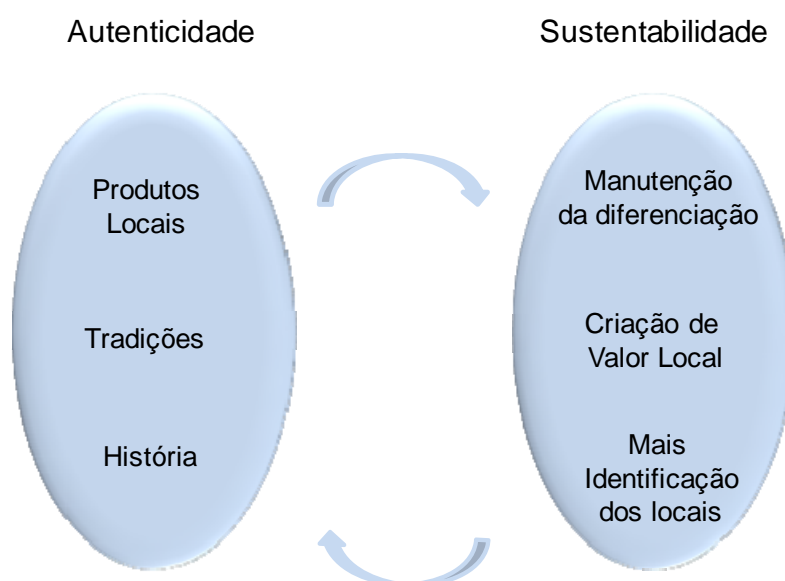 Autenticidade
Sustentabilidade
Produtos
Locais
Tradições
História
Manutenção
da diferenciação
Criação de
Valor Local
Mais
Identificação
dos locais